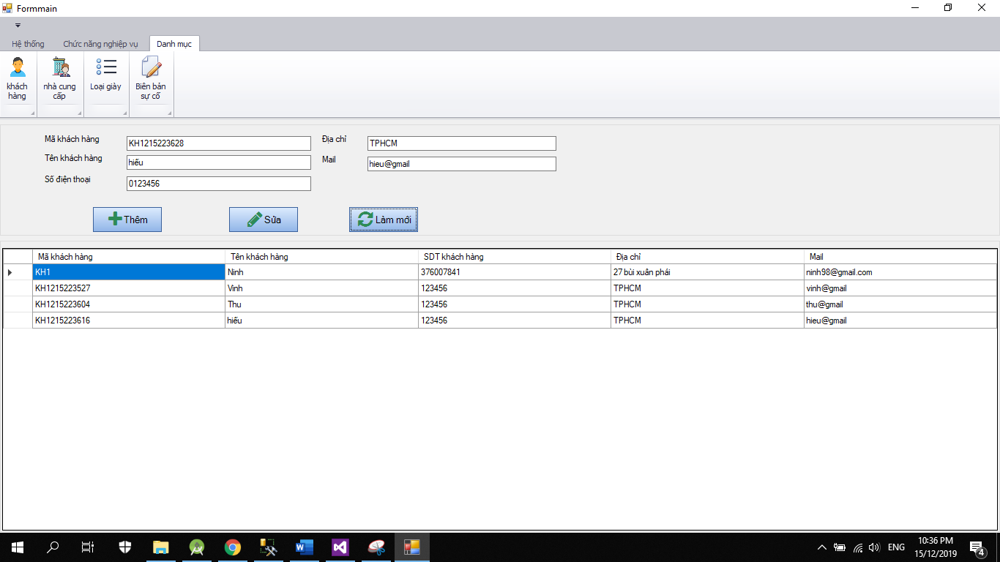 Formmain
Hệ thống Chức năng nghiệp vụ Danh mục
khách hàng
nhà cung cấp
Loại giày
Biên bản sự cố
Mã khách hàng KH1215223628 Địa chỉ TPHCM
Tên khách hàng hiếu Mail hieu@gmail
Số điện thoại 0123456
Thêm Sửa Làm mới
Mã khách hàng Tên khách hàng SDT khách hàng Địa chỉ Mail
KH1 Ninh 376007841 27 bùi xuân phái ninh98@gmail.com
KH1215223527 Vinh 123456 TPHCM vinh@gmail
KH1215223604 Thu 123456 TPHCM thu@gmail
KH1215223616 hiếu 123456 TPHCM hieu@gmail
ENG 10:36 PM
15/12/2019 4